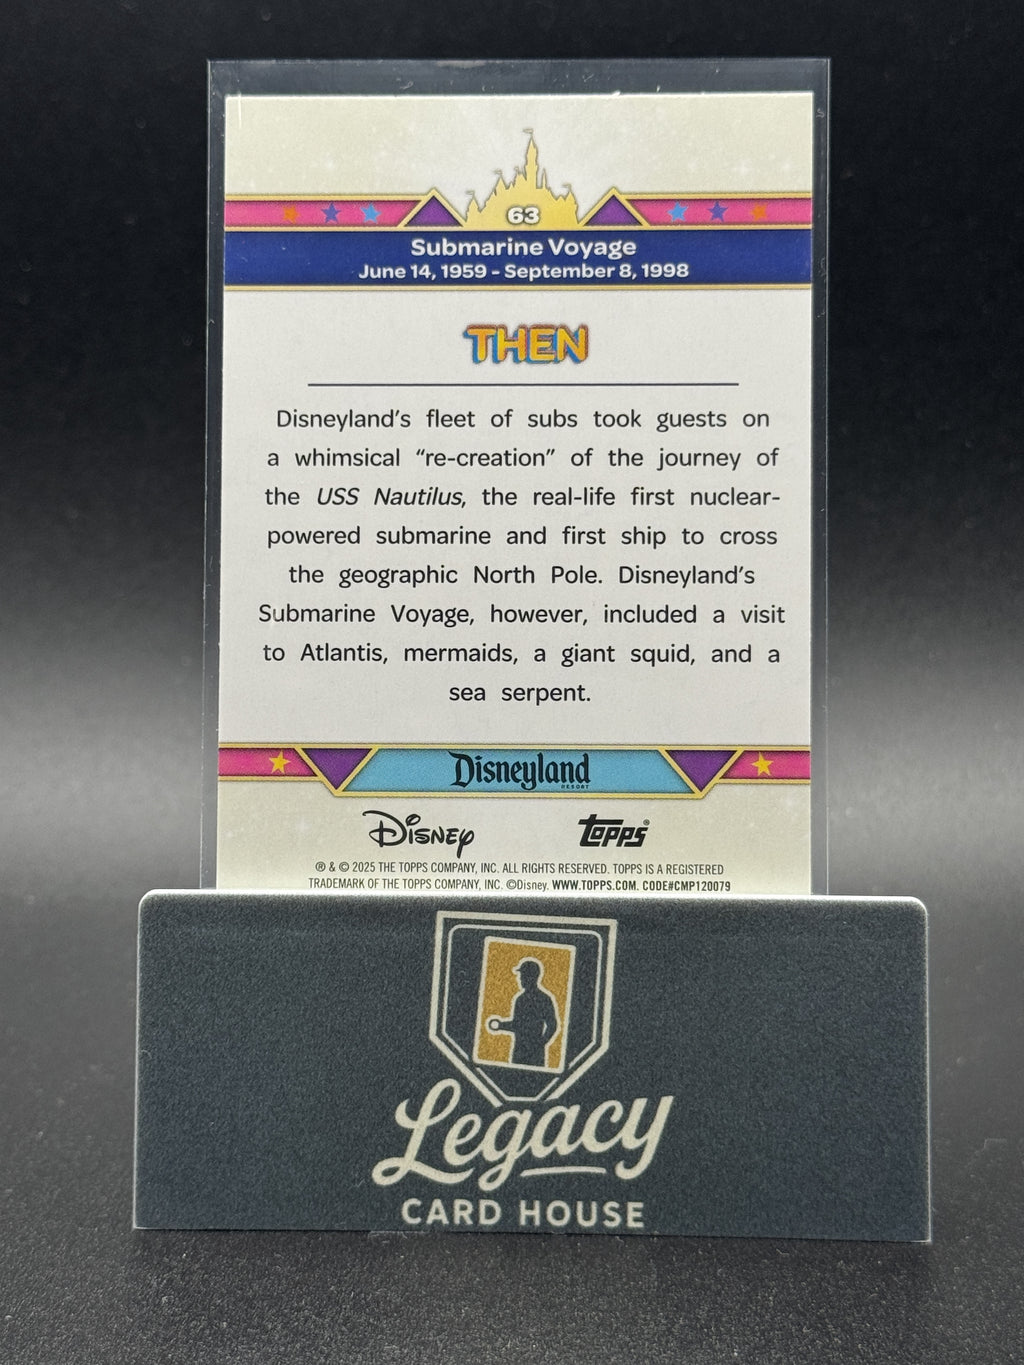 63
Submarine Voyage
June 14, 1959 - September 8, 1998
THEN
Disneyland's fleet of subs took guests on
a whimsical "re-creation" of the journey of
the USS Nautilus, the real-life first nuclear-
powered submarine and first ship to cross
the geographic North Pole. Disneyland's
Submarine Voyage, however, included a visit
to Atlantis, mermaids, a giant squid, and a
sea serpent.
Disneyland
RESORT
Disney topps®
® & © 2025 THE TOPPS COMPANY, INC. ALL RIGHTS RESERVED. TOPPS IS A REGISTERED
TRADEMARK OF THE TOPPS COMPANY, INC. ©Disney. WWW.TOPPS.COM. CODE#CMP120079
Legacy
CARD HOUSE